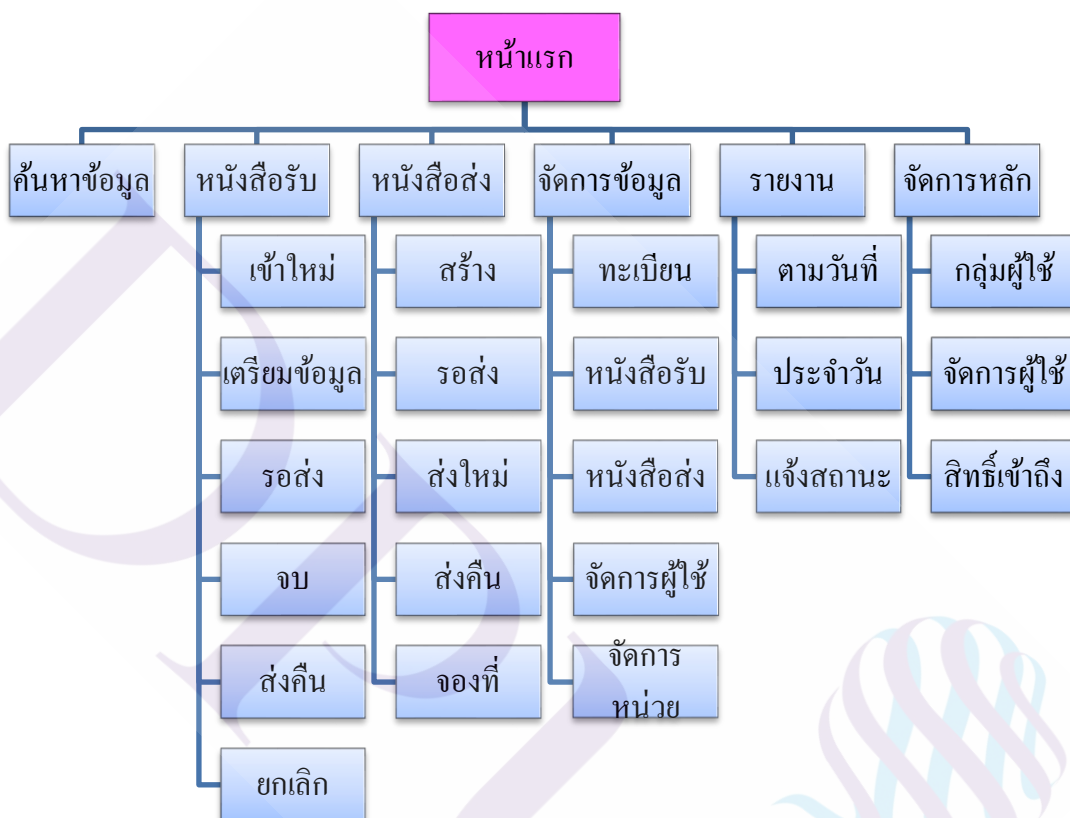 หน้าแรก
ค้นหาข้อมูล
หนังสือรับ
หนังสือส่ง
จัดการข้อมูล
รายงาน
จัดการหลัก
เข้าใหม่
สร้าง
ทะเบียน
ตามวันที่
กลุ่มผู้ใช้
เตรียมข้อมูล
รอส่ง
หนังสือรับ
ประจำวัน
จัดการผู้ใช้
รอส่ง
ส่งใหม่
หนังสือส่ง
แจ้งสถานะ
สิทธิ์เข้าถึง
จบ
ส่งคืน
จัดการผู้ใช้
ส่งคืน
จองที่
จัดการ
หน่วย
ยกเลิก